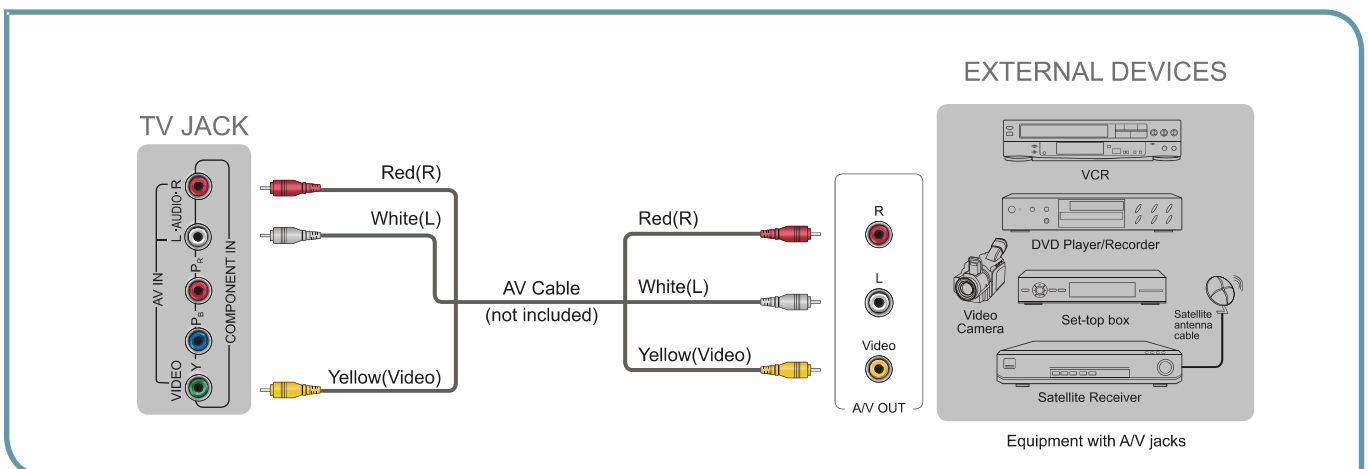 EXTERNAL DEVICES
TV JACK
AV IN
L -AUDIO- R
VIDEO
Y
PB
PR
COMPONENT IN
Red(R)
White(L)
Yellow(Video)
AV Cable
(not included)
Red(R)
White(L)
Yellow(Video)
R
L
Video
A/V OUT
VCR
DVD Player/Recorder
Video
Camera
Set-top box
Satellite
antenna
cable
Satellite Receiver
Equipment with A/V jacks